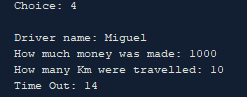 Choice: 4
Driver name: Miguel
How much money was made: 1000
How many Km were travelled: 10
Time Out: 14